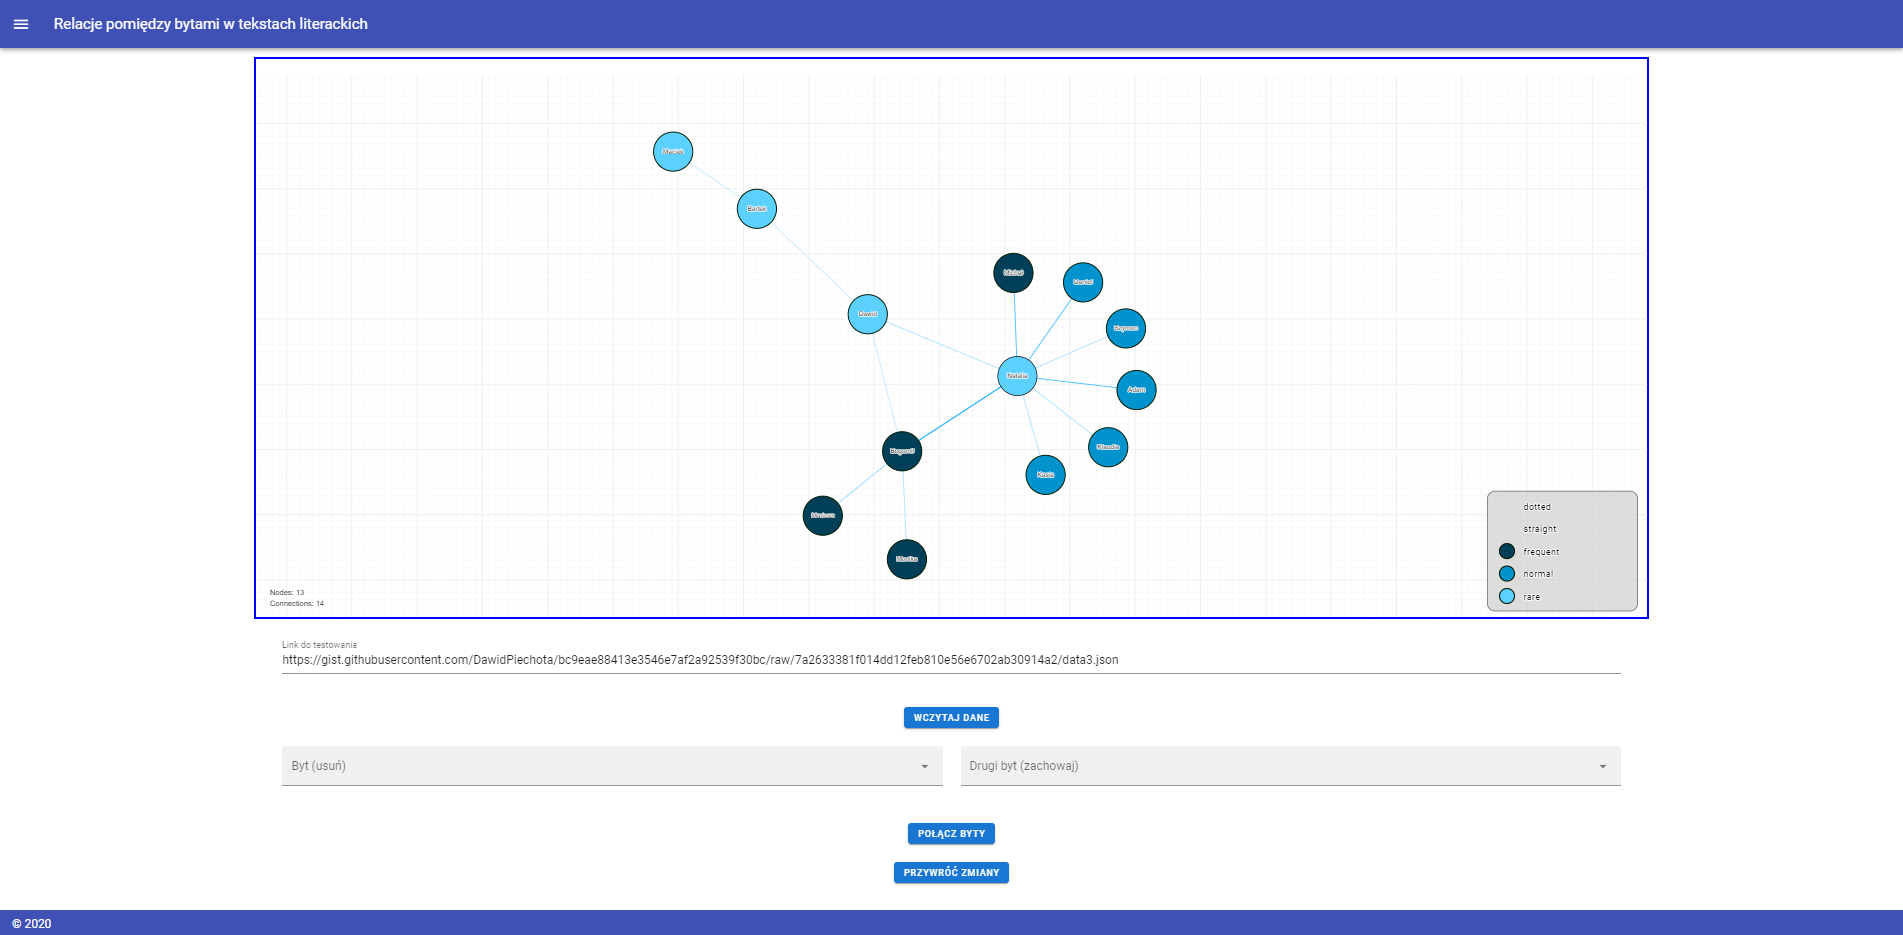 Relacje pomiędzy bytami w tekstach literackich
Maciek
Bartek
Michał
Daniel
Dawid
Szymon
Natalia
Adam
Bogumił
Klaudia
Kasia
Mariusz
Monika
dotted
straight
frequent
normal
rare
Nodes: 13
Connections: 14
Link do testowania
https://gist.githubusercontent.com/DawidPiechota/bc9eae88413e3546e7af2a92539f30bc/raw/7a2633381f014dd12feb810e56e6702ab30914a2/data3.json
WCZYTAJ DANE
Byt (usuń)
Drugi byt (zachowaj)
POŁĄCZ BYTY
PRZYWRÓĆ ZMIANY
© 2020